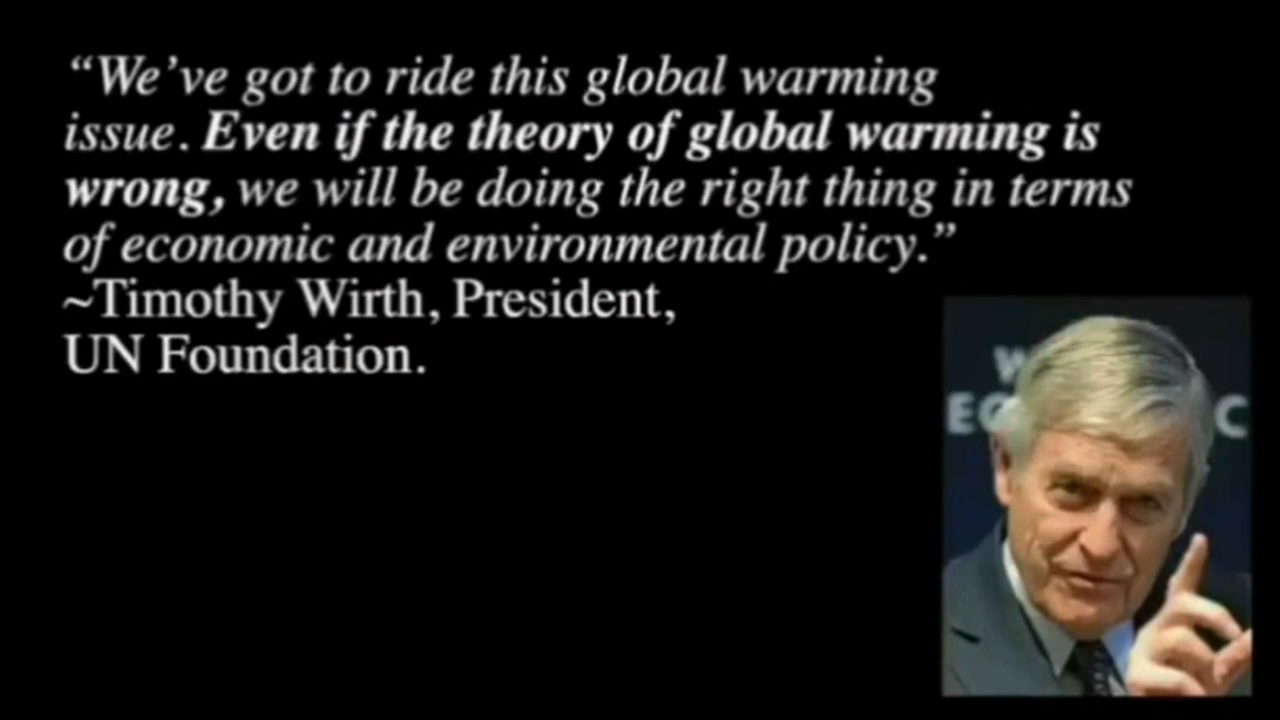 “We’ve got to ride this global warming
issue. Even if the theory of global warming is
wrong, we will be doing the right thing in terms
of economic and environmental policy.”
~Timothy Wirth, President,
UN Foundation.
W
EC C